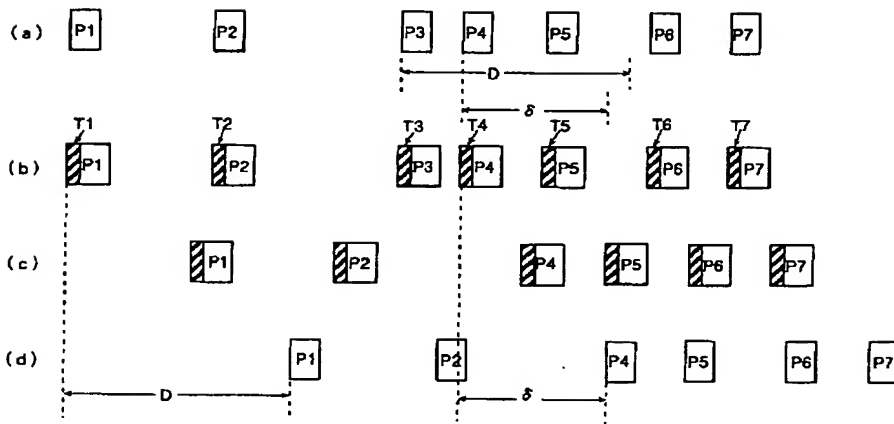 (a) P1 P2 P3 P4 P5 P6 P7
D
δ
T1 T2 T3 T4 T5 T6 T7
(b) P1 P2 P3 P4 P5 P6 P7
(c) P1 P2 P4 P5 P6 P7
(d) P1 P2 P4 P5 P6 P7
D δ